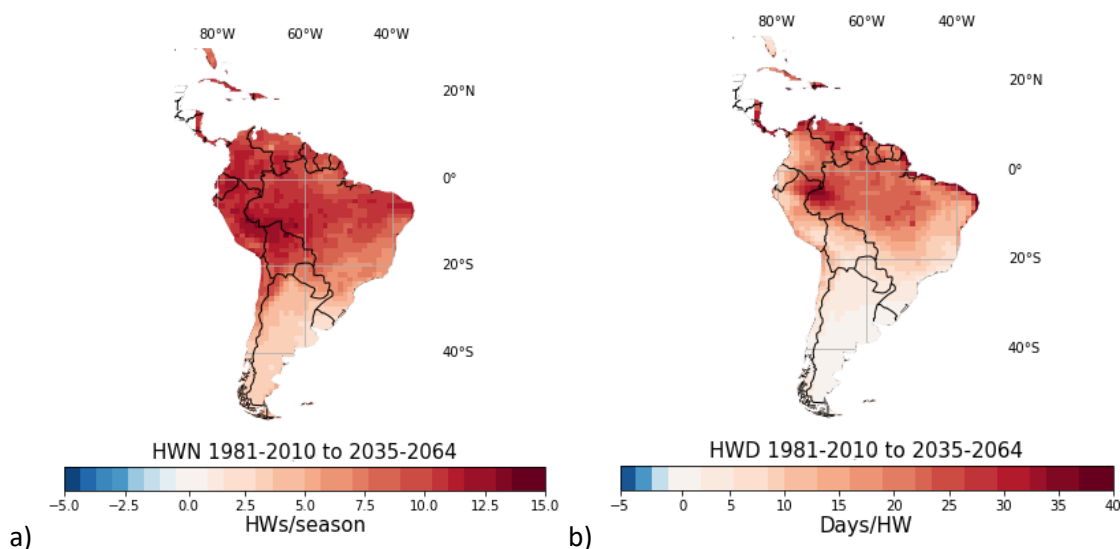 80°W 60°W 40°W
20°N
0°
20°S
40°S
HWN 1981-2010 to 2035-2064
-5.0 -2.5 0.0 2.5 5.0 7.5 10.0 12.5 15.0
HWs/season
a)
80°W 60°W 40°W
20°N
0°
20°S
40°S
HWD 1981-2010 to 2035-2064
-5 0 5 10 15 20 25 30 35 40
Days/HW
b)